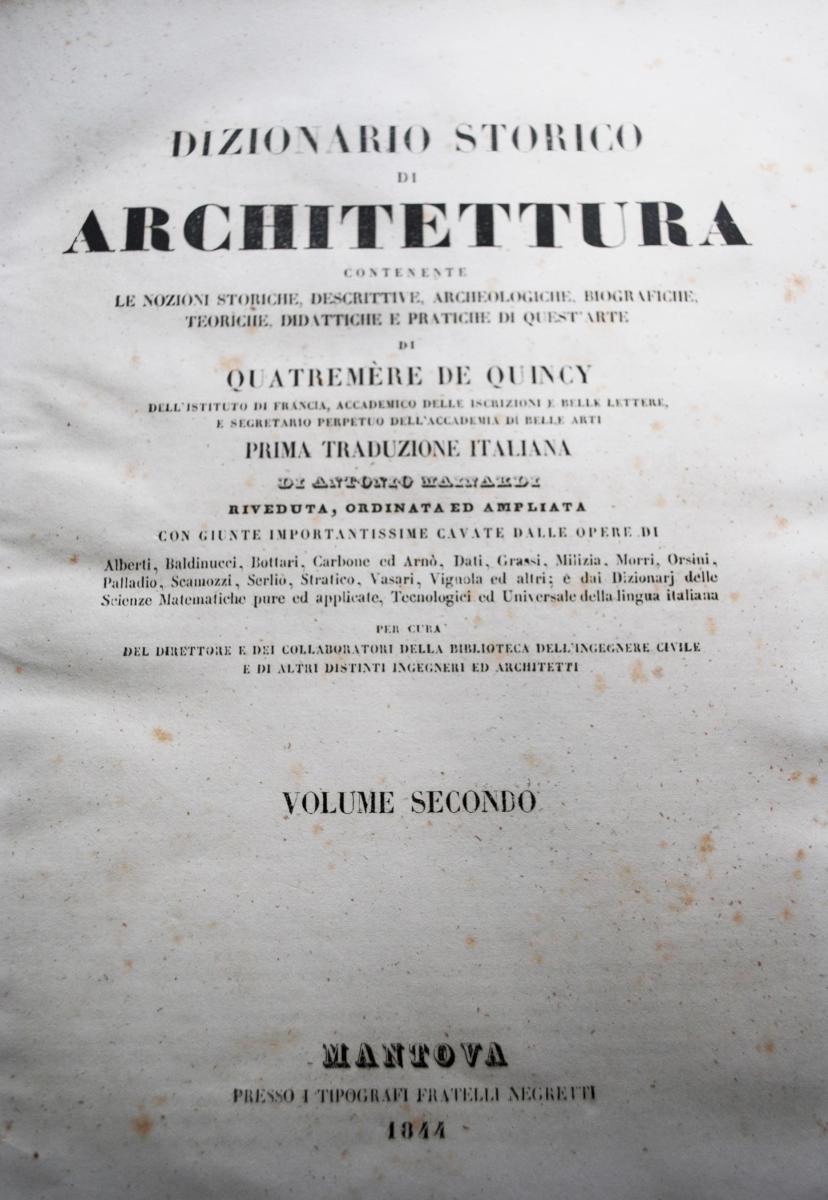 DIZIONARIO STORICO
DI
ARCHITETTURA
CONTENENTE
LE NOZIONI STORICHE, DESCRITTIVE, ARCHEOLOGICHE, BIOGRAFICHE,
TEORICHE, DIDATTICHE E PRATICHE DI QUEST'ARTE
DI
QUATREMÈRE DE QUINCY
DELL'ISTITUTO DI FRANCIA, ACCADEMICO DELLE ISCRIZIONI E BELLE LETTERE,
E SEGRETARIO PERPETUO DELL'ACCADEMIA DI BELLE ARTI
PRIMA TRADUZIONE ITALIANA
DI ANTONIO MAINARDI
RIVEDUTA, ORDINATA ED AMPLIATA
CON GIUNTE IMPORTANTISSIME CAVATE DALLE OPERE DI
Alberti, Baldinucci, Bottari, Carbone ed Arnò, Dati, Grassi, Milizia, Morri, Orsini,
Palladio, Scamozzi, Serlio, Stratico, Vasari, Vignola ed altri; e dai Dizionarj delle
Scienze Matematiche pure ed applicate, Tecnologici ed Universale della lingua italiana
PER CURA
DEL DIRETTORE E DEI COLLABORATORI DELLA BIBLIOTECA DELL'INGEGNERE CIVILE
E DI ALTRI DISTINTI INGEGNERI ED ARCHITETTI
VOLUME SECONDO
MANTOVA
PRESSO I TIPOGRAFI FRATELLI NEGRETTI
1844